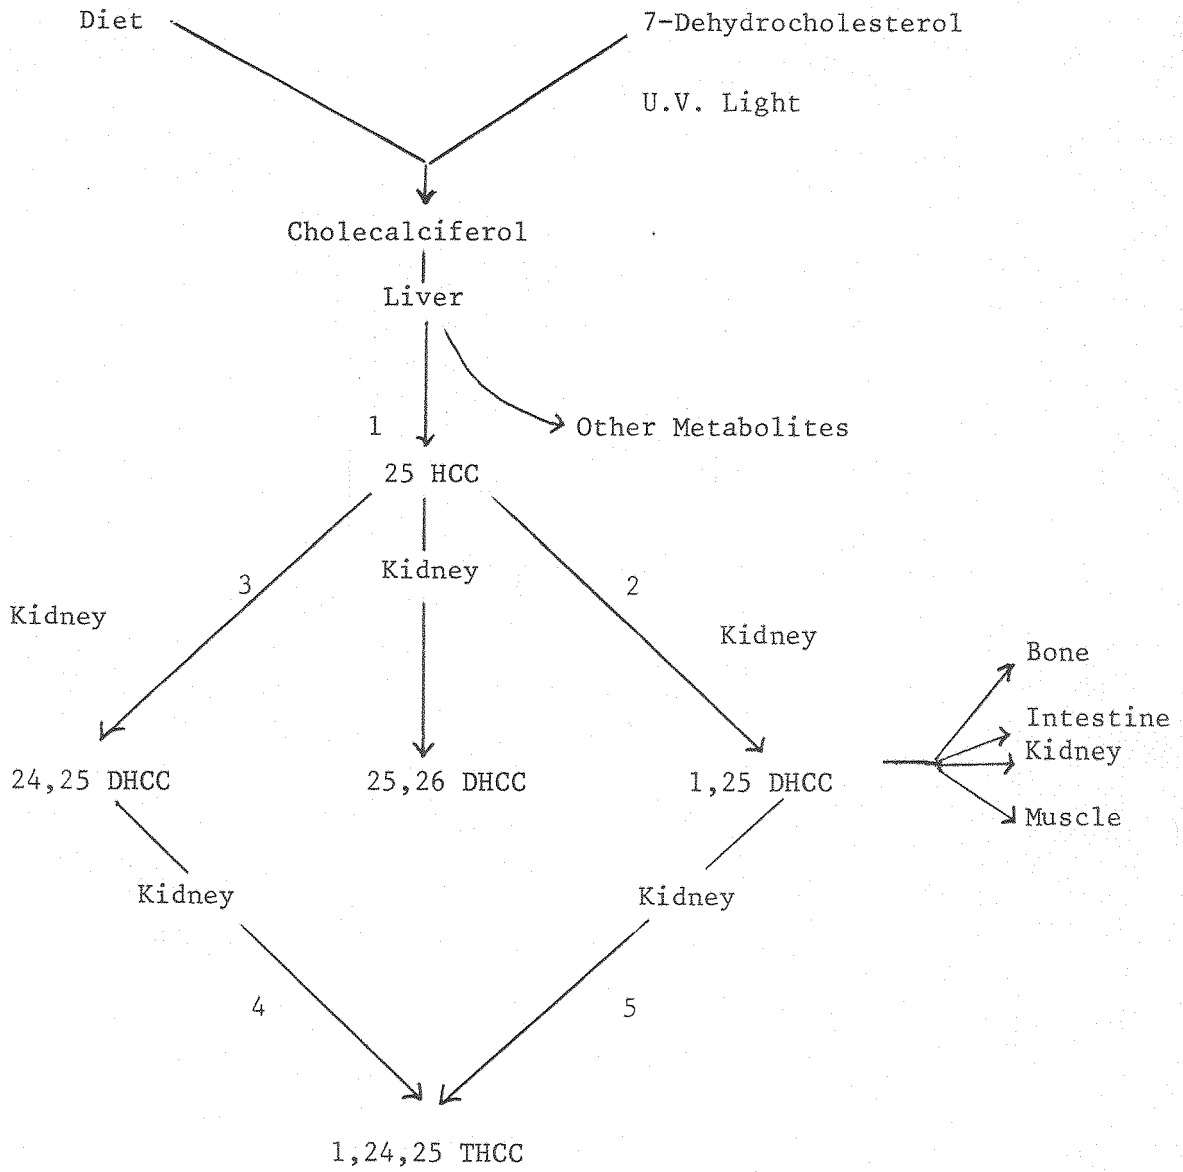 Diet
7-Dehydrocholesterol
U.V. Light
Cholecalciferol
Liver
1
Other Metabolites
25 HCC
Kidney
3
2
Kidney
Kidney
Bone
Intestine
Kidney
Muscle
24,25 DHCC
25,26 DHCC
1,25 DHCC
Kidney
Kidney
4
5
1,24,25 THCC